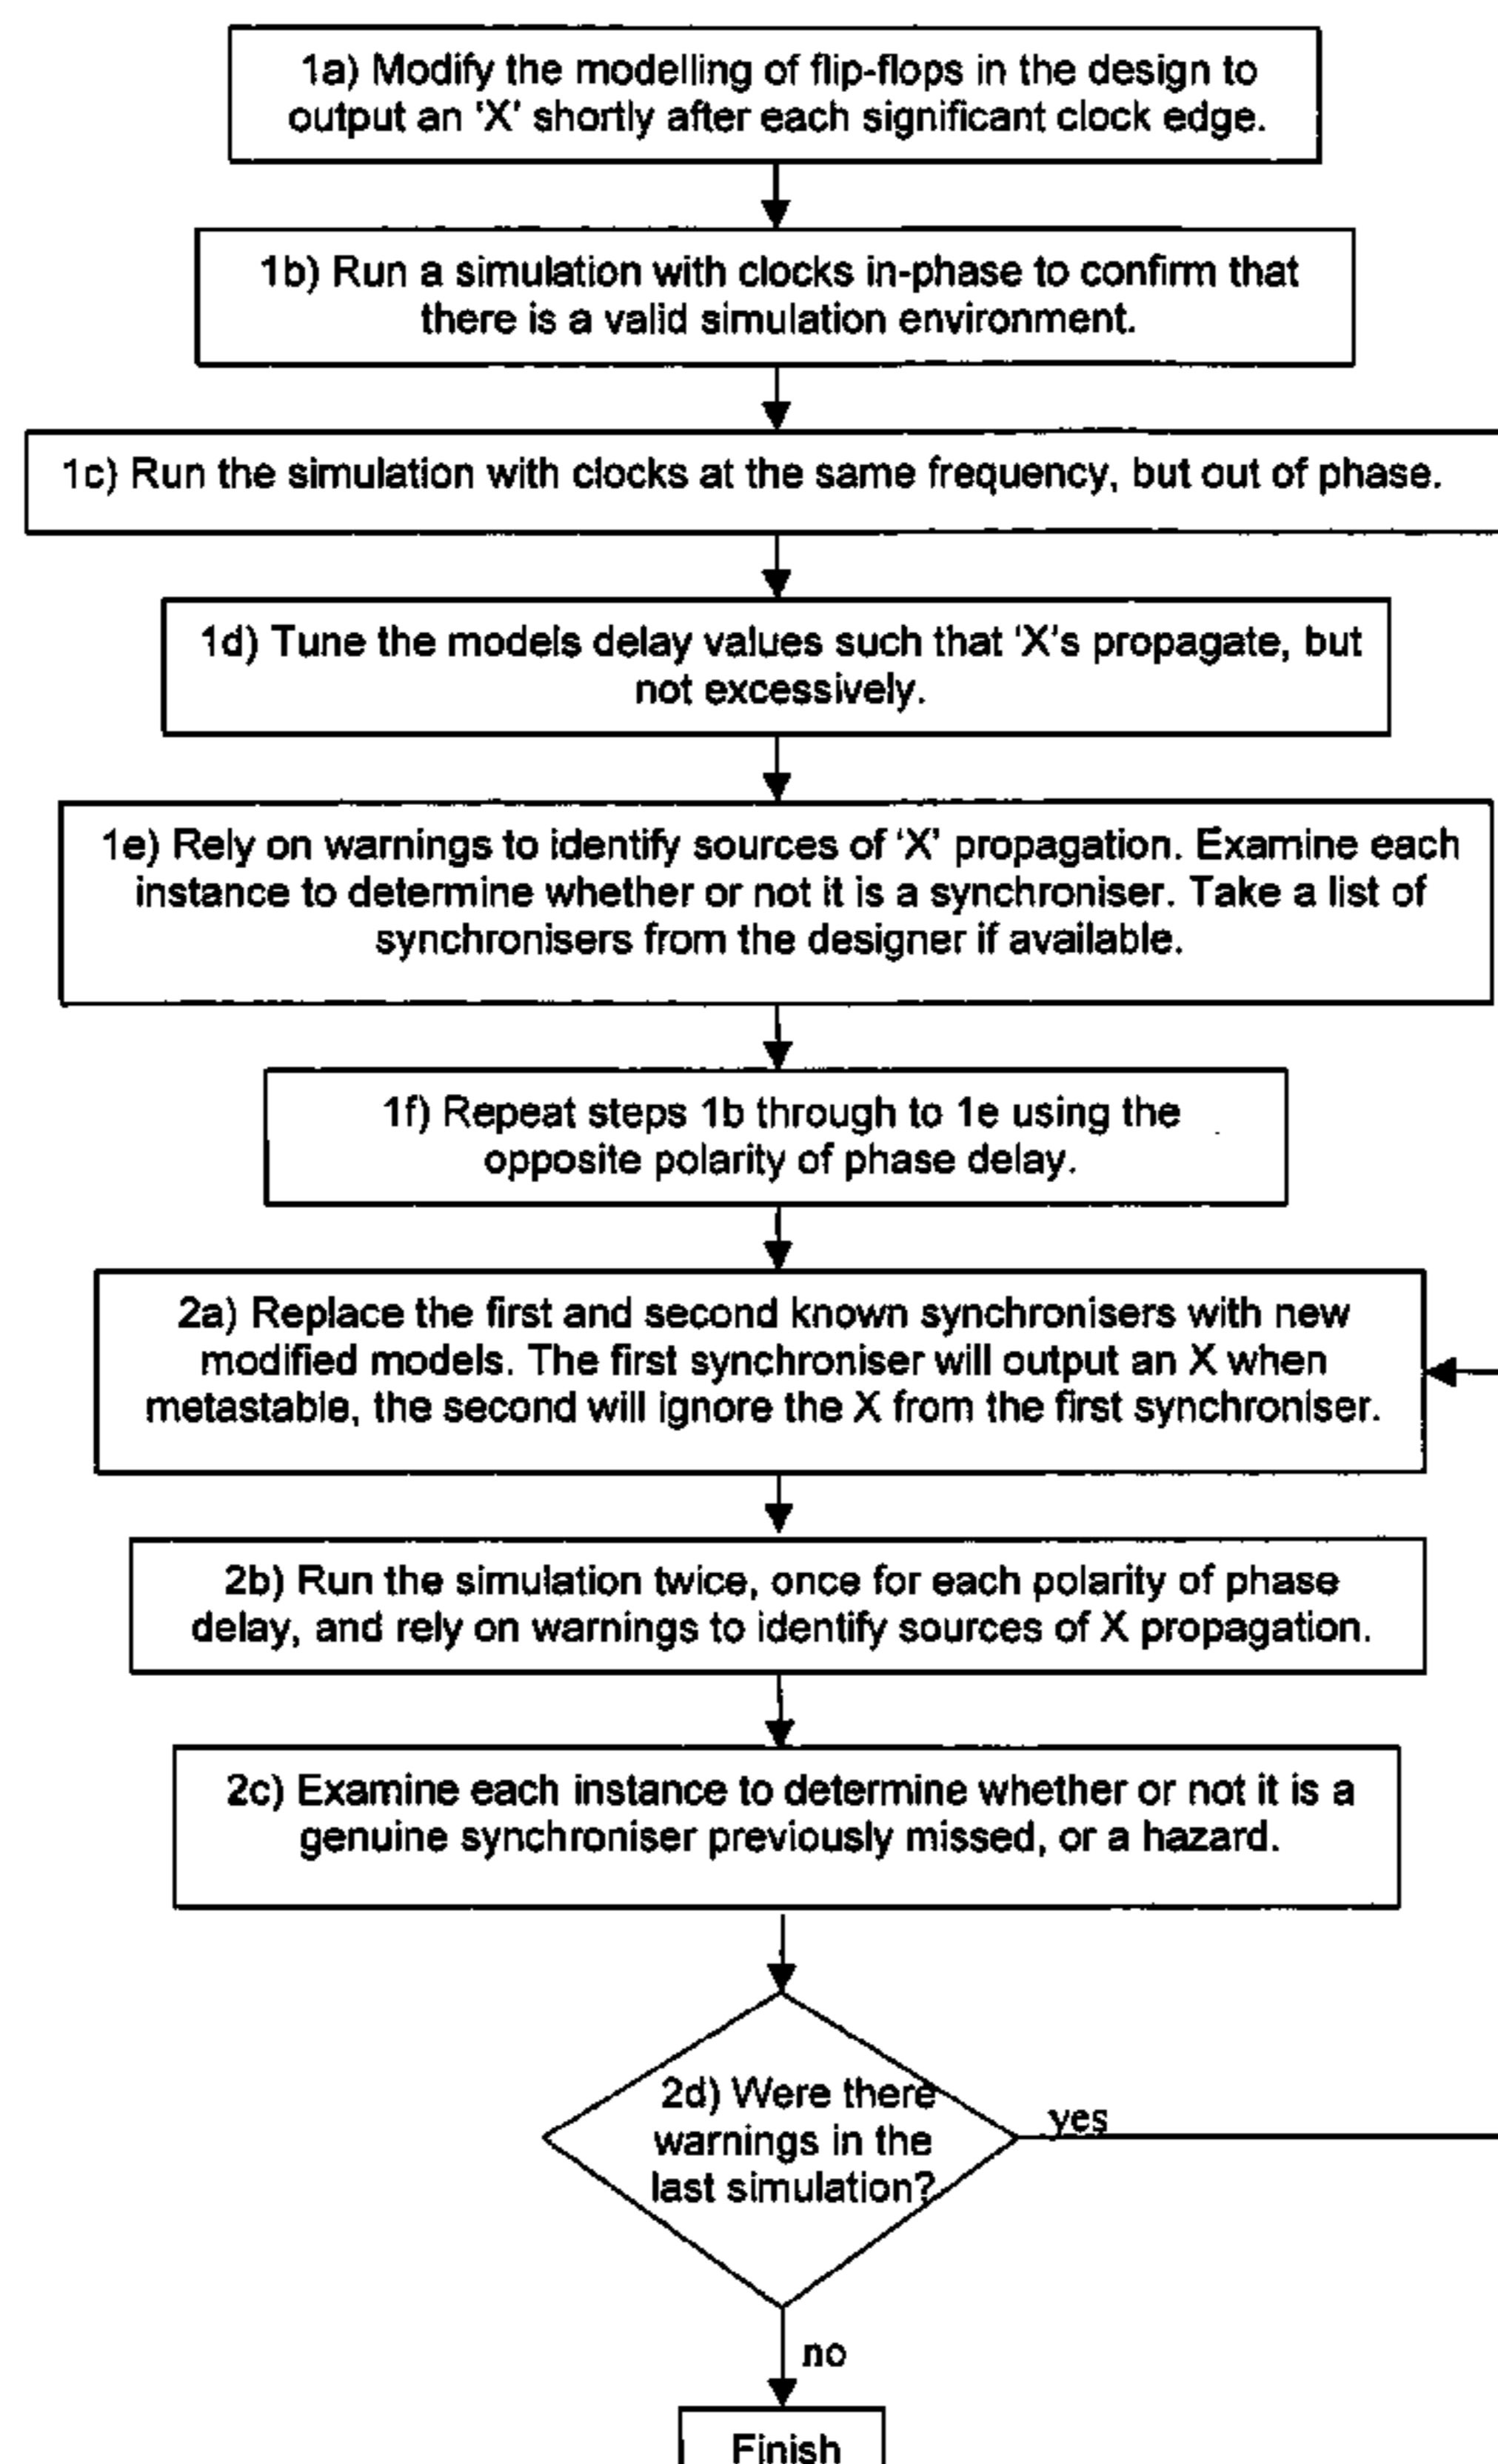 1a) Modify the modelling of flip-flops in the design to
output an 'X' shortly after each significant clock edge.
1b) Run a simulation with clocks in-phase to confirm that
there is a valid simulation environment.
1c) Run the simulation with clocks at the same frequency, but out of phase.
1d) Tune the models delay values such that 'X's propagate, but
not excessively.
1e) Rely on warnings to identify sources of 'X' propagation. Examine each
instance to determine whether or not it is a synchroniser. Take a list of
synchronisers from the designer if available.
1f) Repeat steps 1b through to 1e using the
opposite polarity of phase delay.
2a) Replace the first and second known synchronisers with new
modified models. The first synchroniser will output an X when
metastable, the second will ignore the X from the first synchroniser.
2b) Run the simulation twice, once for each polarity of phase
delay, and rely on warnings to identify sources of X propagation.
2c) Examine each instance to determine whether or not it is a
genuine synchroniser previously missed, or a hazard.
2d) Were there
warnings in the
last simulation?
yes
no
Finish